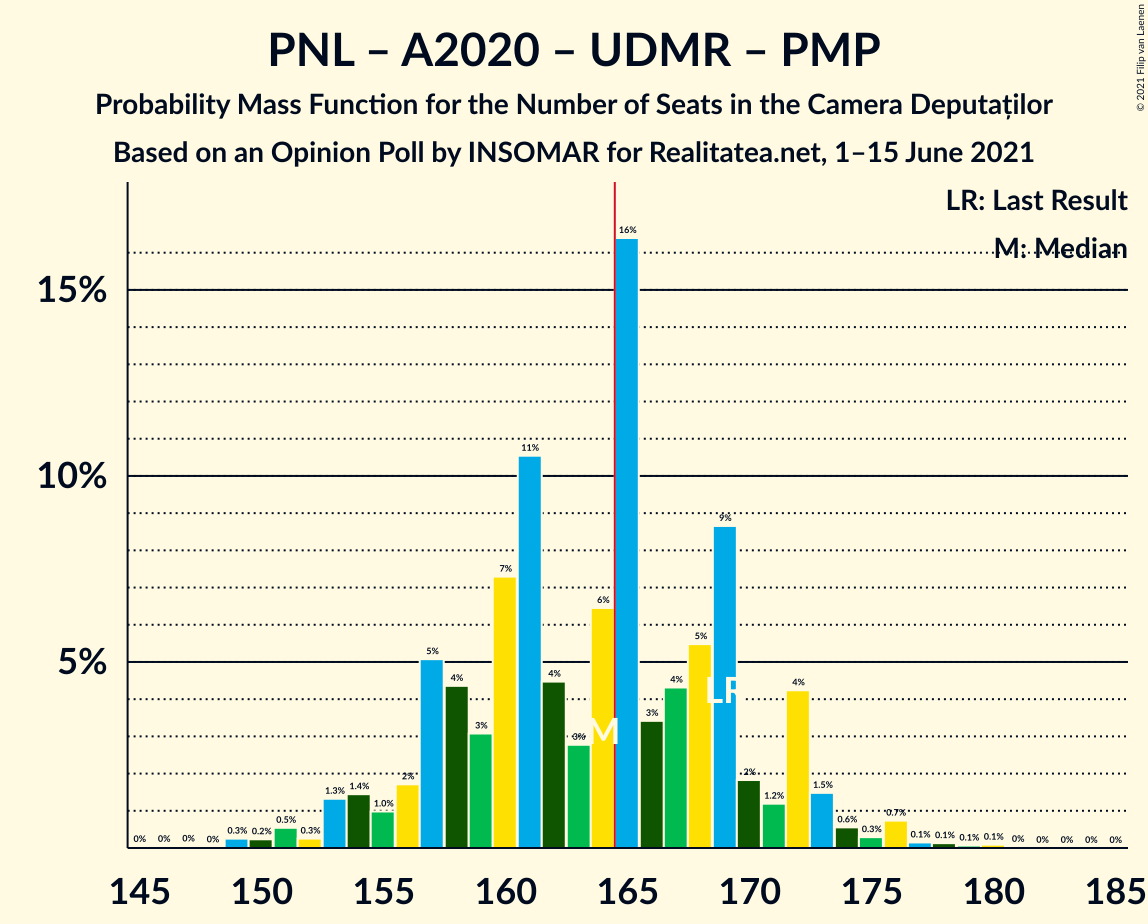 PNL – A2020 – UDMR – PMP
Probability Mass Function for the Number of Seats in the Camera Deputaților
Based on an Opinion Poll by INSOMAR for Realitatea.net, 1–15 June 2021
© 2021 Filip van Laenen
LR: Last Result
M: Median
15%
10%
5%
0% 0% 0% 0% 0.3% 0.2% 0.5% 0.3% 1.3% 1.4% 1.0% 2% 5% 4% 3% 7% 11% 4% 3% 6% 16% 3% 4% 5% 9% 2% 1.2% 4% 1.5% 0.6% 0.3% 0.7% 0.1% 0.1% 0.1% 0.1% 0% 0% 0% 0% 0%
M
LR
145 150 155 160 165 170 175 180 185